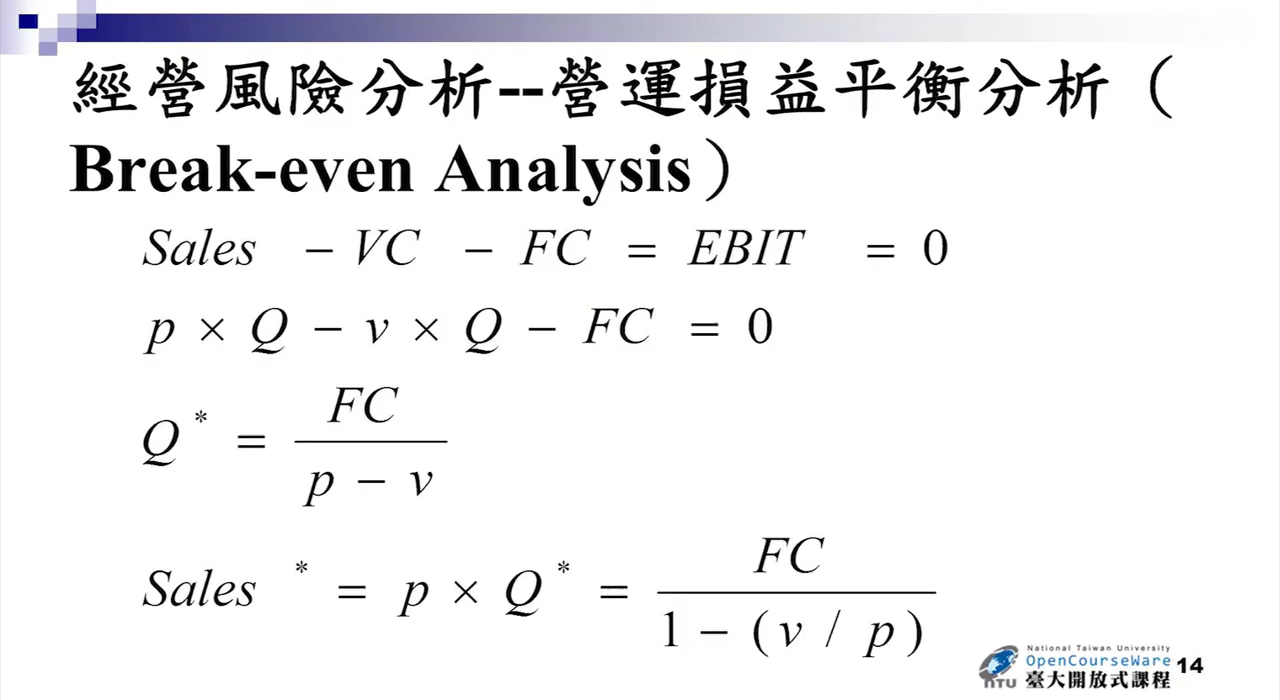 經營風險分析--營運損益平衡分析（
Break-even Analysis）
Sales − VC − FC = EBIT = 0
p × Q − v × Q − FC = 0
Q* = FC / p − v
Sales* = p × Q* = FC / 1 − ( v / p )
National Taiwan University
OpenCourseWare
NTU 臺大開放式課程 14